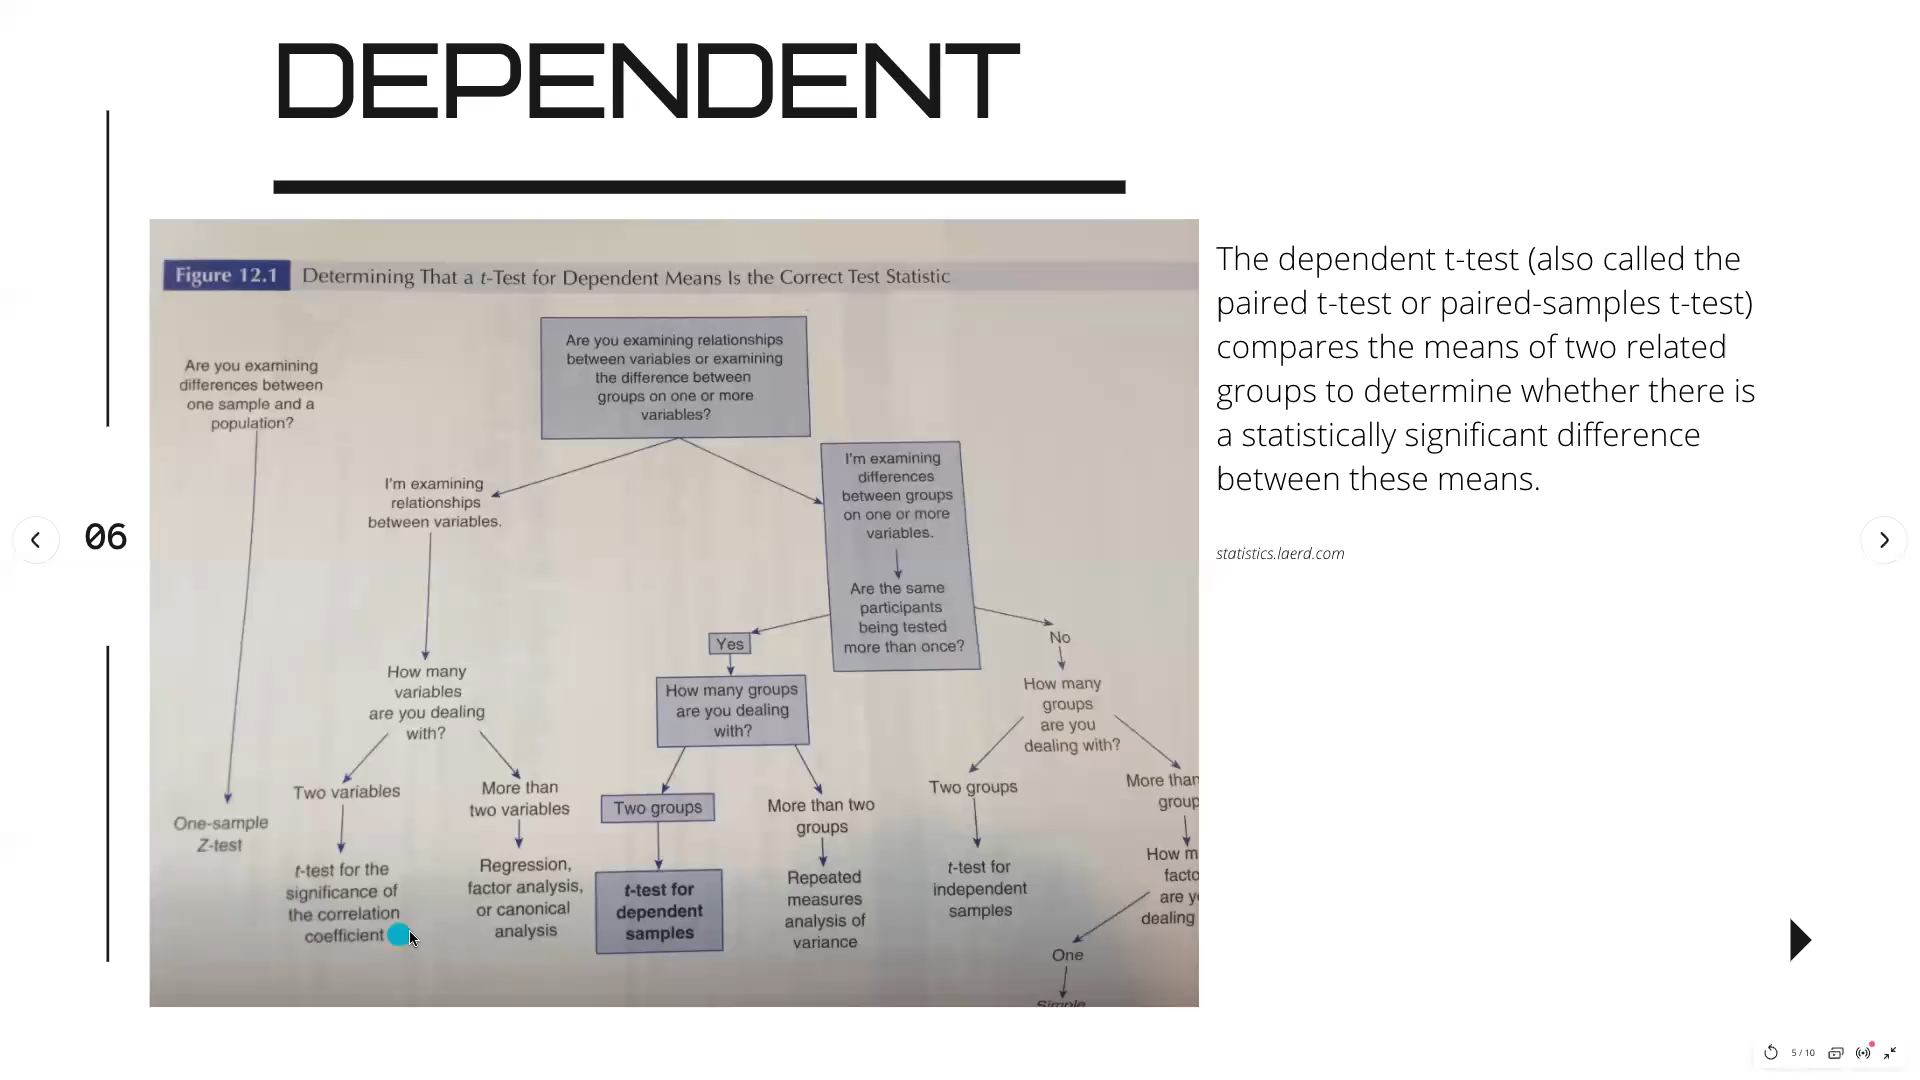 DEPENDENT
Figure 12.1 Determining That a t-Test for Dependent Means Is the Correct Test Statistic
Are you examining
differences between
one sample and a
population?
One-sample
Z-test
Are you examining relationships
between variables or examining
the difference between
groups on one or more
variables?
I'm examining
relationships
between variables.
How many
variables
are you dealing
with?
Two variables
t-test for the
significance of
the correlation
coefficient
More than
two variables
Regression,
factor analysis,
or canonical
analysis
I'm examining
differences
between groups
on one or more
variables.
Are the same
participants
being tested
more than once?
Yes
How many groups
are you dealing
with?
Two groups
t-test for
dependent
samples
More than two
groups
Repeated
measures
analysis of
variance
No
How many
groups
are you
dealing with?
Two groups
t-test for
independent
samples
More than
group
How m
facto
are y
dealing
One
Simple
The dependent t-test (also called the
paired t-test or paired-samples t-test)
compares the means of two related
groups to determine whether there is
a statistically significant difference
between these means.
statistics.laerd.com
06
5 / 10